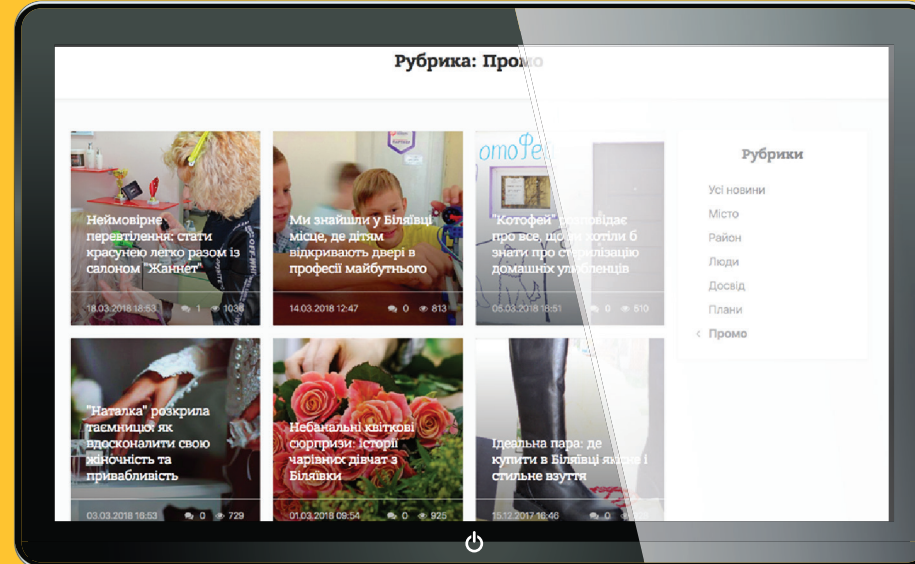 Рубрика: Промо
Неймовірне
перевтілення: стати
красунею легко разом із
салоном "Жаннет"
18.03.2018 18:53 1 1036
Ми знайшли у Біляївці
місце, де дітям
відкривають двері в
професії майбутнього
14.03.2018 12:47 0 813
"Котофей" розповідає
про все, що ви хотіли б
знати про стерилізацію
домашніх улюбленців
05.03.2018 18:51 0 510
"Наталка" розкрила
таємницю: як
вдосконалити свою
жіночність та
привабливість
03.03.2018 16:53 0 729
Небанальні квіткові
сюрпризи: історії
чарівних дівчат з
Біляївки
01.03.2018 09:54 0 925
Ідеальна пара: де
купити в Біляївці якісне і
стильне взуття
15.12.2017 16:46 0
Рубрики
Усі новини
Місто
Район
Люди
Досвід
Плани
Промо